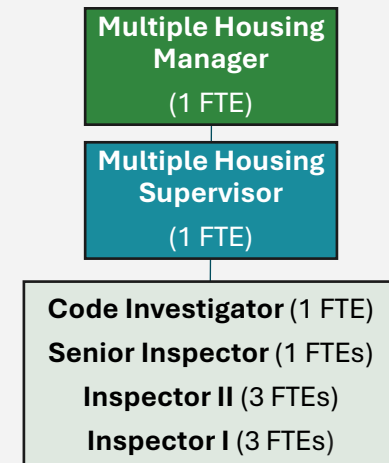 Multiple Housing
Manager
(1 FTE)
Multiple Housing
Supervisor
(1 FTE)
Code Investigator (1 FTE)
Senior Inspector (1 FTEs)
Inspector II (3 FTEs)
Inspector I (3 FTEs)